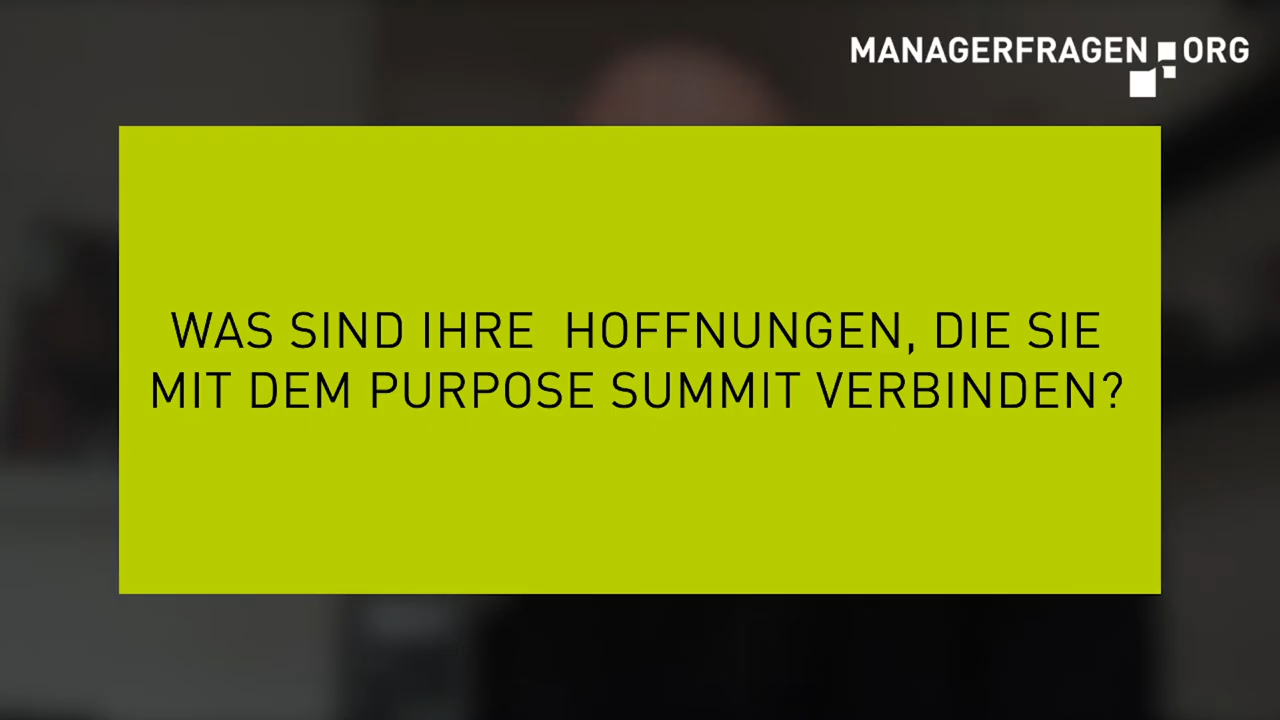 MANAGERFRAGEN.ORG
WAS SIND IHRE  HOFFNUNGEN, DIE SIE
MIT DEM PURPOSE SUMMIT VERBINDEN?